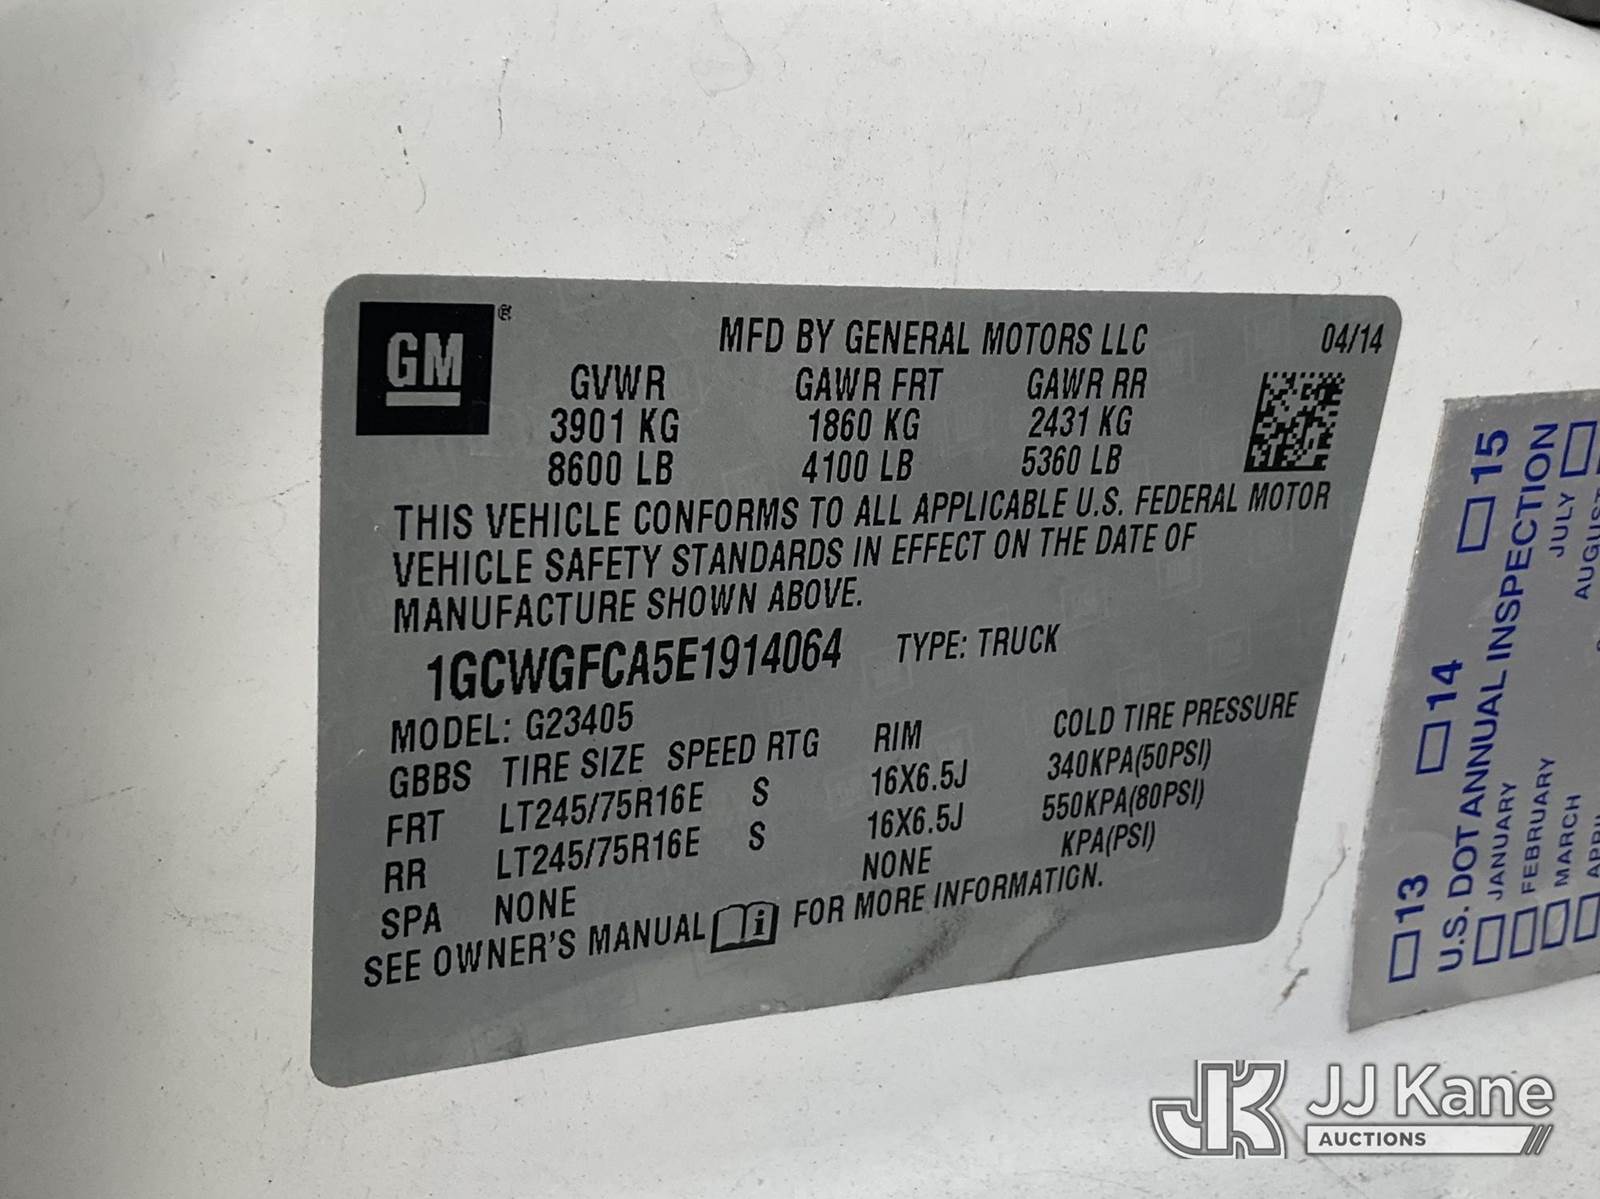 GM ®
MFD BY GENERAL MOTORS LLC 04/14
GVWR GAWR FRT GAWR RR
3901 KG 1860 KG 2431 KG
8600 LB 4100 LB 5360 LB
THIS VEHICLE CONFORMS TO ALL APPLICABLE U.S. FEDERAL MOTOR
VEHICLE SAFETY STANDARDS IN EFFECT ON THE DATE OF
MANUFACTURE SHOWN ABOVE.
1GCWGFCA5E1914064 TYPE: TRUCK
MODEL: G23405
GBBS TIRE SIZE SPEED RTG RIM COLD TIRE PRESSURE
FRT LT245/75R16E S 16X6.5J 340KPA(50PSI)
RR LT245/75R16E S 16X6.5J 550KPA(80PSI)
SPA NONE NONE KPA(PSI)
SEE OWNER'S MANUAL i FOR MORE INFORMATION.
13 14 15
U.S. DOT ANNUAL INSPECTION
JANUARY JULY
FEBRUARY AUGUST
MARCH
APRIL
JK JJ Kane
AUCTIONS